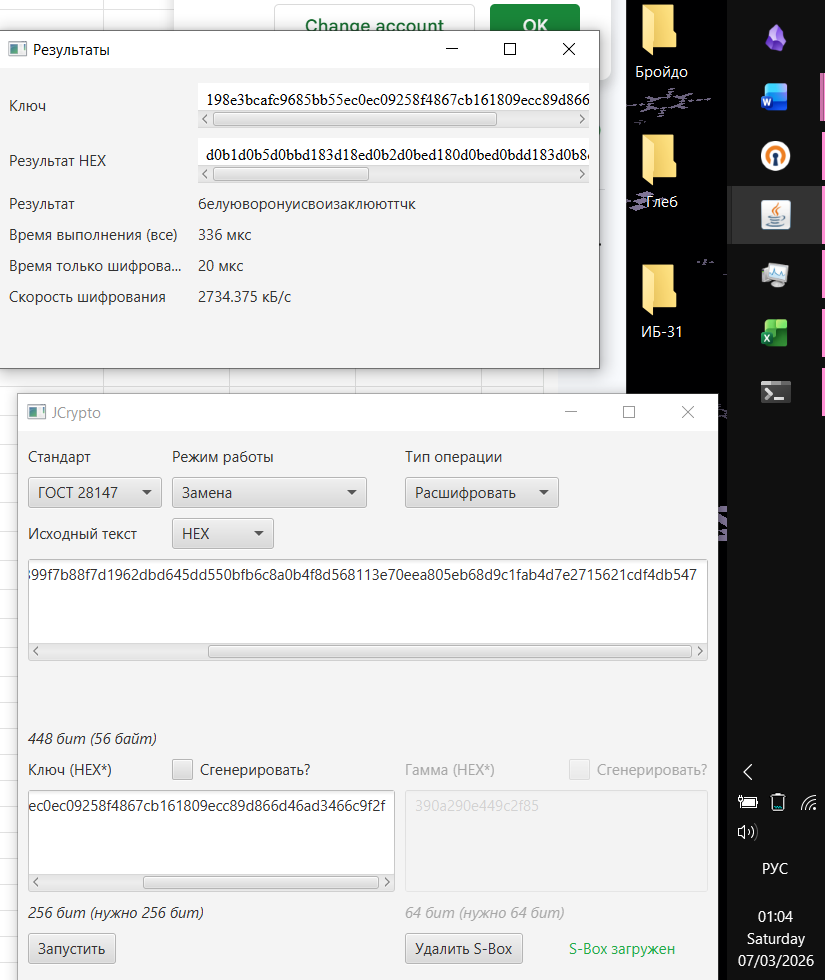 Change account
OK
Результаты
Ключ
198e3bcafc9685bb55ec0ec09258f4867cb161809ecc89d866
Результат HEX
d0b1d0b5d0bbd183d18ed0b2d0bed180d0bed0bdd183d0b8
Результат
белуюворонуисвоизаклююттчк
Время выполнения (все)
336 мкс
Время только шифрова...
20 мкс
Скорость шифрования
2734.375 кБ/с
Бройдо
Глеб
ИБ-31
JCrypto
Стандарт
Режим работы
Тип операции
ГОСТ 28147
Замена
Расшифровать
Исходный текст
HEX
399f7b88f7d1962dbd645dd550bfb6c8a0b4f8d568113e70eea805eb68d9c1fab4d7e2715621cdf4db547
448 бит (56 байт)
Ключ (HEX*)
Сгенерировать?
Гамма (HEX*)
Сгенерировать?
ec0ec09258f4867cb161809ecc89d866d46ad3466c9f2f
390a290e449c2f85
256 бит (нужно 256 бит)
64 бит (нужно 64 бит)
Запустить
Удалить S-Box
S-Box загружен
РУС
01:04
Saturday
07/03/2026